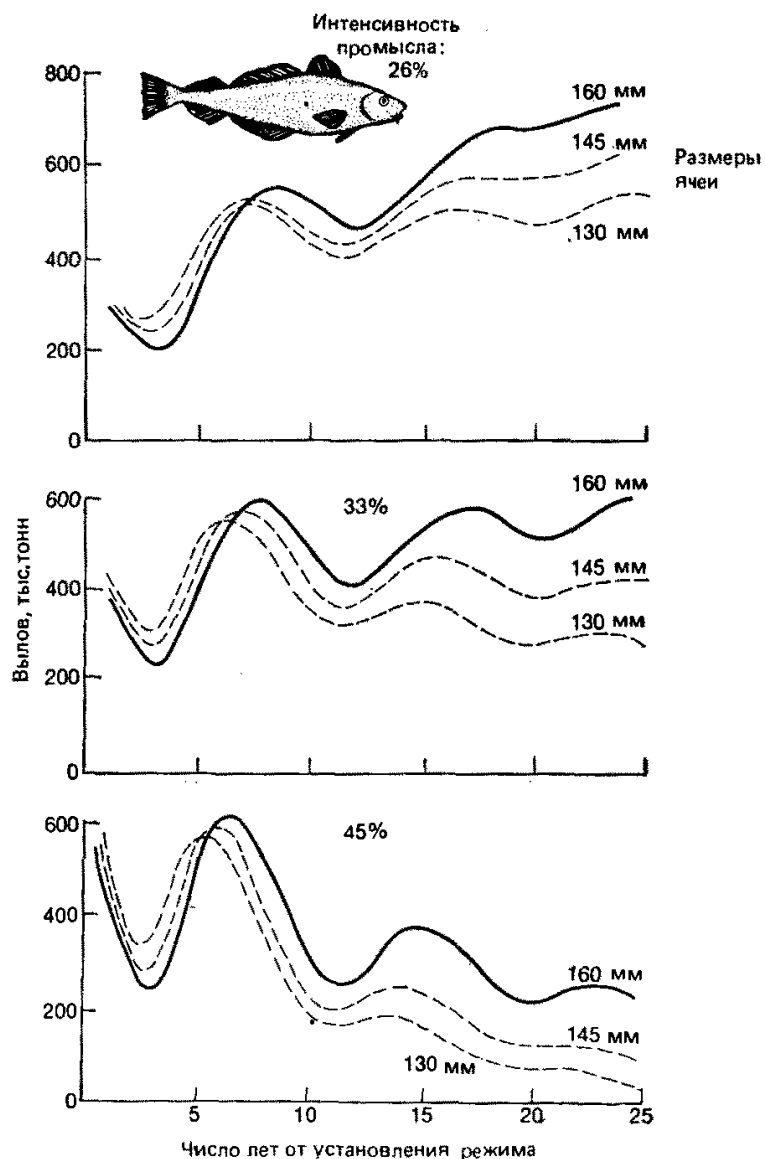 Интенсивность
промысла:
26%
800
600
400
200
0
160 мм
145 мм
130 мм
Размеры
ячеи
Вылов, тыс. тонн
600
400
200
0
33%
160 мм
145 мм
130 мм
600
400
200
0
45%
160 мм
145 мм
130 мм
5
10
15
20
25
Число лет от установления режима